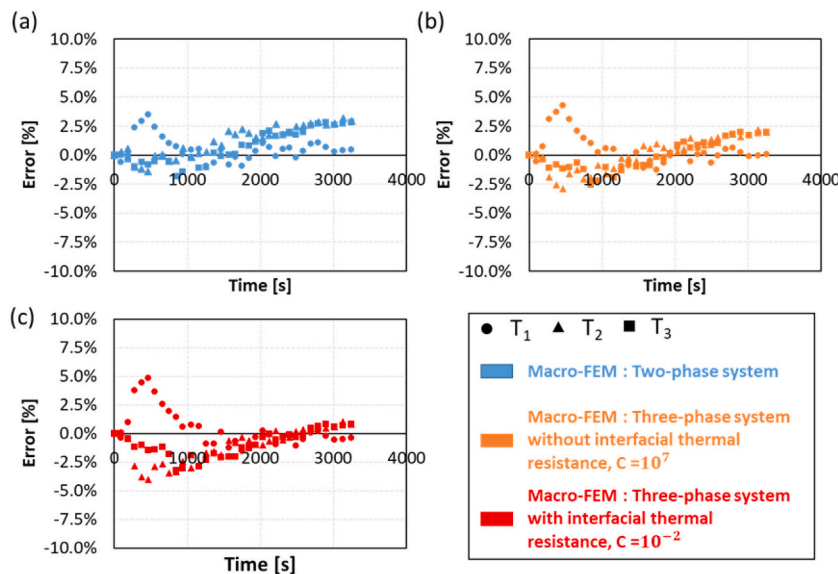 (a)
10.0%
7.5%
5.0%
2.5%
0.0%
-2.5%
-5.0%
-7.5%
-10.0%
Error [%]
0 1000 2000 3000 4000
Time [s]
(b)
10.0%
7.5%
5.0%
2.5%
0.0%
-2.5%
-5.0%
-7.5%
-10.0%
Error [%]
0 1000 2000 3000 4000
Time [s]
(c)
10.0%
7.5%
5.0%
2.5%
0.0%
-2.5%
-5.0%
-7.5%
-10.0%
Error [%]
0 1000 2000 3000 4000
Time [s]
T₁ T₂ T₃
Macro-FEM : Two-phase system
Macro-FEM : Three-phase system
without interfacial thermal
resistance, C =10⁷
Macro-FEM : Three-phase system
with interfacial thermal
resistance, C =10⁻²